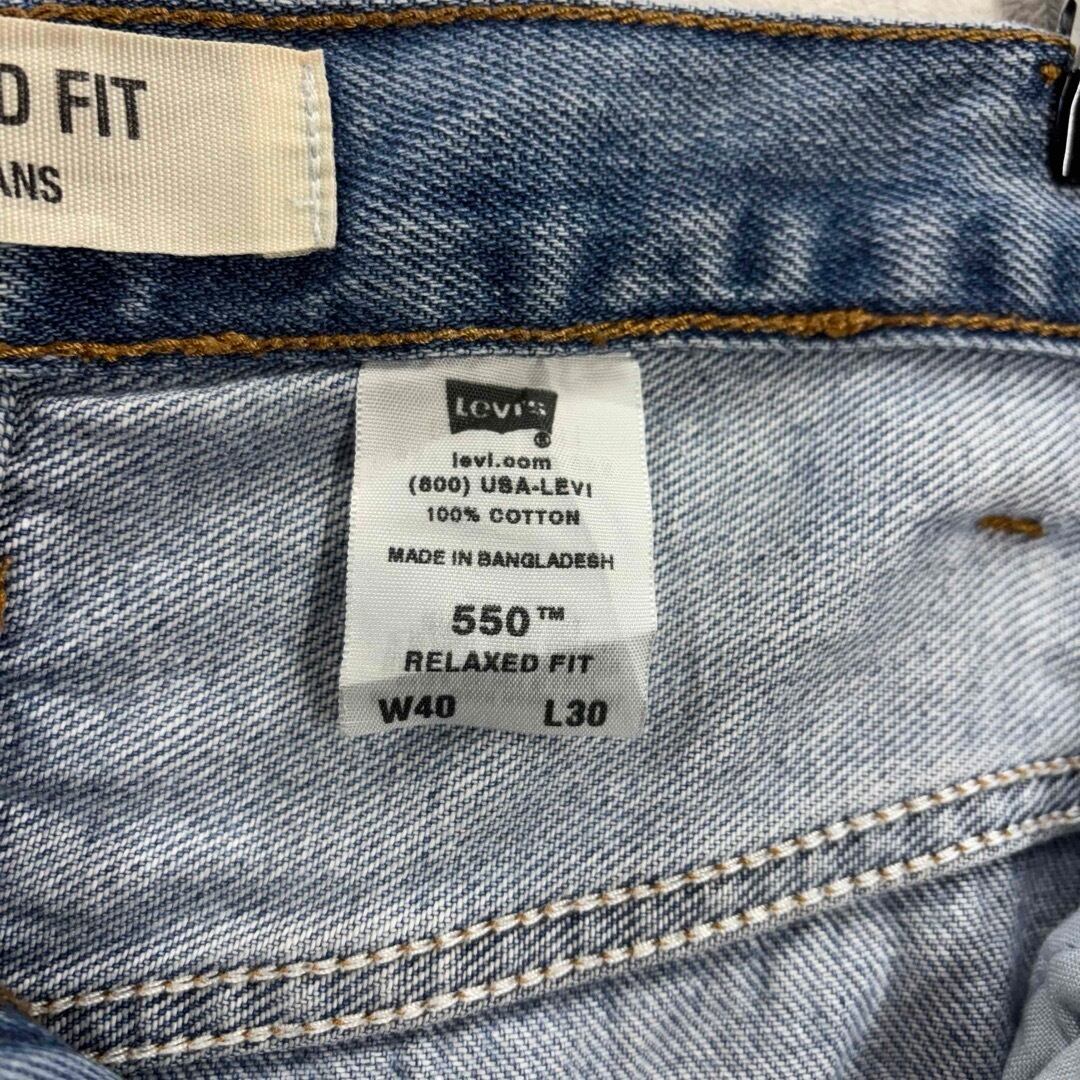 D FIT
ANS
Levi's
®
levi.com
(800) USA-LEVI
100% COTTON
MADE IN BANGLADESH
550™
RELAXED FIT
W40 L30